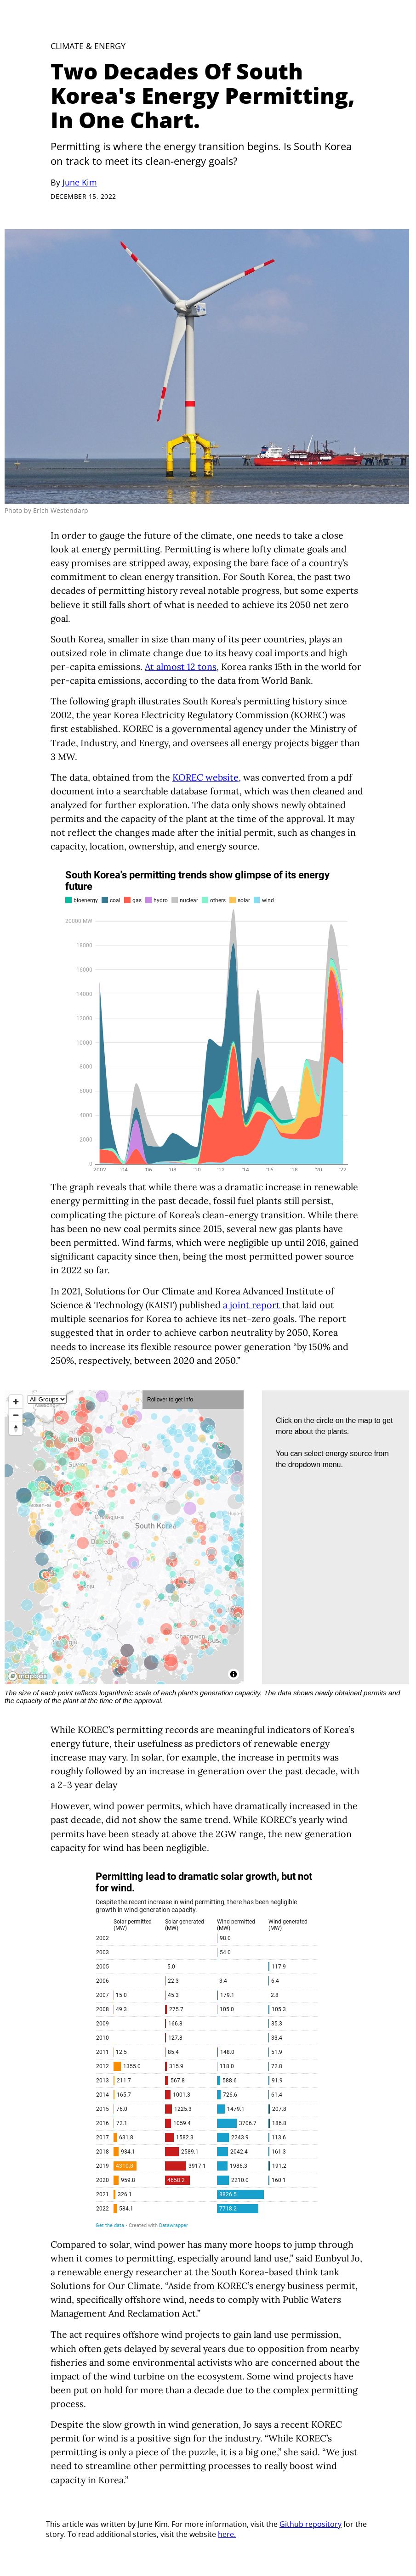 CLIMATE & ENERGY
Two Decades Of South
Korea's Energy Permitting,
In One Chart.
Permitting is where the energy transition begins. Is South Korea
on track to meet its clean-energy goals?
By June Kim
DECEMBER 15, 2022
Photo by Erich Westendarp
In order to gauge the future of the climate, one needs to take a close
look at energy permitting. Permitting is where lofty climate goals and
easy promises are stripped away, exposing the bare face of a country's
commitment to clean energy transition. For South Korea, the past two
decades of permitting history reveal notable progress, but some experts
believe it still falls short of what is needed to achieve its 2050 net zero
goal.
South Korea, smaller in size than many of its peer countries, plays an
outsized role in climate change due to its heavy coal imports and high
per-capita emissions. At almost 12 tons, Korea ranks 15th in the world for
per-capita emissions, according to the data from World Bank.
The following graph illustrates South Korea's permitting history since
2002, the year Korea Electricity Regulatory Commission (KOREC) was
first established. KOREC is a governmental agency under the Ministry of
Trade, Industry, and Energy, and oversees all energy projects bigger than
3 MW.
The data, obtained from the KOREC website, was converted from a pdf
document into a searchable database format, which was then cleaned and
analyzed for further exploration. The data only shows newly obtained
permits and the capacity of the plant at the time of the approval. It may
not reflect the changes made after the initial permit, such as changes in
capacity, location, ownership, and energy source.
South Korea's permitting trends show glimpse of its energy
future
bioenergy coal gas hydro nuclear others solar wind
20000 MW
18000
16000
14000
12000
10000
8000
6000
4000
2000
0
2002 '04 '06 '08 '10 '12 '14 '16 '18 '20 '22
The graph reveals that while there was a dramatic increase in renewable
energy permitting in the past decade, fossil fuel plants still persist,
complicating the picture of Korea's clean-energy transition. While there
has been no new coal permits since 2015, several new gas plants have
been permitted. Wind farms, which were negligible up until 2016, gained
significant capacity since then, being the most permitted power source
in 2022 so far.
In 2021, Solutions for Our Climate and Korea Advanced Institute of
Science & Technology (KAIST) published a joint report that laid out
multiple scenarios for Korea to achieve its net-zero goals. The report
suggested that in order to achieve carbon neutrality by 2050, Korea
needs to increase its flexible resource power generation “by 150% and
250%, respectively, between 2020 and 2050.”
All Groups
Rollover to get info
South Korea
mapbox
Click on the circle on the map to get
more about the plants.
You can select energy source from
the dropdown menu.
The size of each point reflects logarithmic scale of each plant's generation capacity. The data shows newly obtained permits and
the capacity of the plant at the time of the approval.
While KOREC's permitting records are meaningful indicators of Korea's
energy future, their usefulness as predictors of renewable energy
increase may vary. In solar, for example, the increase in permits was
roughly followed by an increase in generation over the past decade, with
a 2-3 year delay
However, wind power permits, which have dramatically increased in the
past decade, did not show the same trend. While KOREC's yearly wind
permits have been steady at above the 2GW range, the new generation
capacity for wind has been negligible.
Permitting lead to dramatic solar growth, but not
for wind.
Despite the recent increase in wind permitting, there has been negligible
growth in wind generation capacity.
Solar permitted (MW) Solar generated (MW) Wind permitted (MW) Wind generated (MW)
2002 98.0
2003 54.0
2005 5.0 117.9
2006 22.3 3.4 6.4
2007 15.0 45.3 179.1 2.8
2008 49.3 275.7 105.0 105.3
2009 166.8 35.3
2010 127.8 33.4
2011 12.5 85.4 148.0 51.9
2012 1355.0 315.9 118.0 72.8
2013 211.7 567.8 588.6 91.9
2014 165.7 1001.3 726.6 61.4
2015 76.0 1225.3 1479.1 207.8
2016 72.1 1059.4 3706.7 186.8
2017 631.8 1582.3 2243.9 113.6
2018 934.1 2589.1 2042.4 161.3
2019 4210.8 3917.1 1986.3 191.2
2020 959.8 4658.2 2210.0 160.1
2021 326.1 8826.5
2022 584.1 7718.2
Get the data • Created with Datawrapper
Compared to solar, wind power has many more hoops to jump through
when it comes to permitting, especially around land use,” said Eunbyul Jo,
a renewable energy researcher at the South Korea-based think tank
Solutions for Our Climate. “Aside from KOREC's energy business permit,
wind, specifically offshore wind, needs to comply with Public Waters
Management And Reclamation Act.”
The act requires offshore wind projects to gain land use permission,
which often gets delayed by several years due to opposition from nearby
fisheries and some environmental activists who are concerned about the
impact of the wind turbine on the ecosystem. Some wind projects have
been put on hold for more than a decade due to the complex permitting
process.
Despite the slow growth in wind generation, Jo says a recent KOREC
permit for wind is a positive sign for the industry. “While KOREC's
permitting is only a piece of the puzzle, it is a big one,” she said. “We just
need to streamline other permitting processes to really boost wind
capacity in Korea.”
This article was written by June Kim. For more information, visit the Github repository for the
story. To read additional stories, visit the website here.